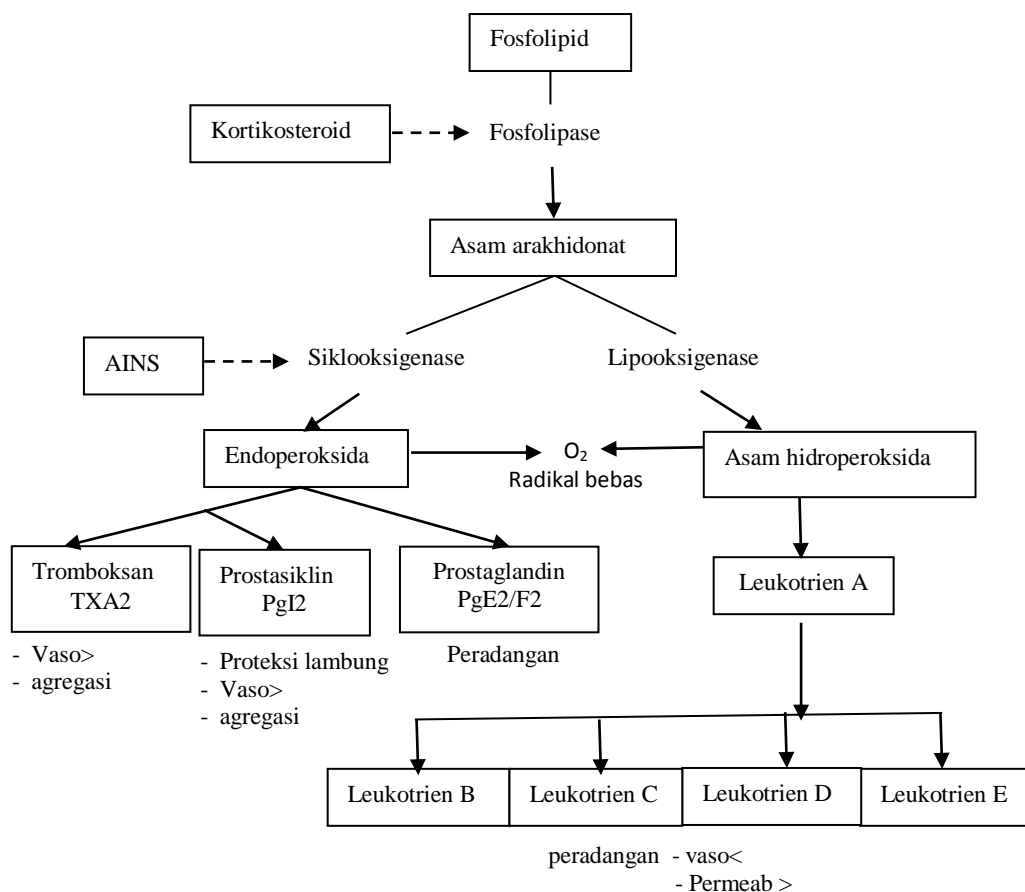 Fosfolipid
Kortikosteroid
Fosfolipase
Asam arakhidonat
AINS
Siklooksigenase
Lipooksigenase
Endoperoksida
O₂
Radikal bebas
Asam hidroperoksida
Tromboksan
TXA2
Prostasiklin
PgI2
Prostaglandin
PgE2/F2
Leukotrien A
- Vaso>
- agregasi
- Proteksi lambung
- Vaso>
- agregasi
Peradangan
Leukotrien B
Leukotrien C
Leukotrien D
Leukotrien E
peradangan - vaso<
- Permeab >